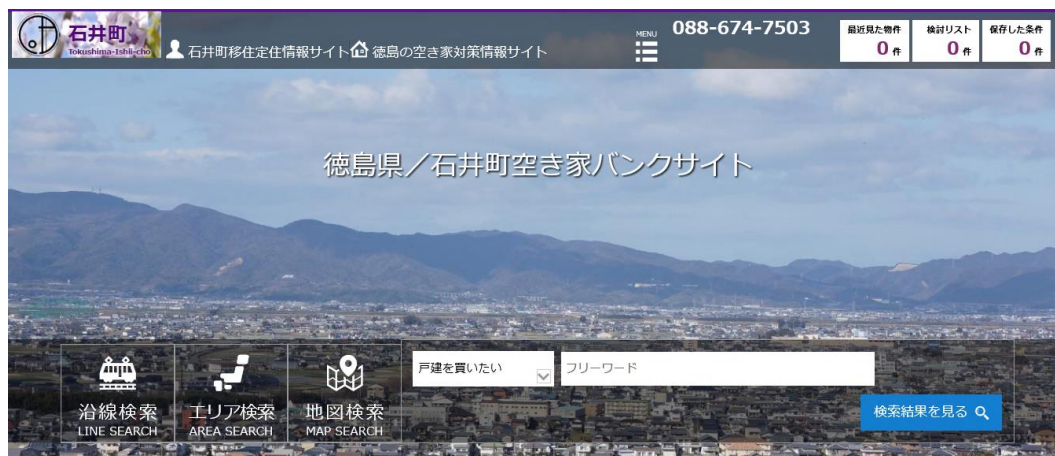 石井町
Tokushima-Ishii-cho
石井町移住定住情報サイト 徳島の空き家対策情報サイト
MENU
088-674-7503
最近見た物件
0 件
検討リスト
0 件
保存した条件
0 件
徳島県／石井町空き家バンクサイト
沿線検索
LINE SEARCH
エリア検索
AREA SEARCH
地図検索
MAP SEARCH
戸建を買いたい
フリーワード
検索結果を見る